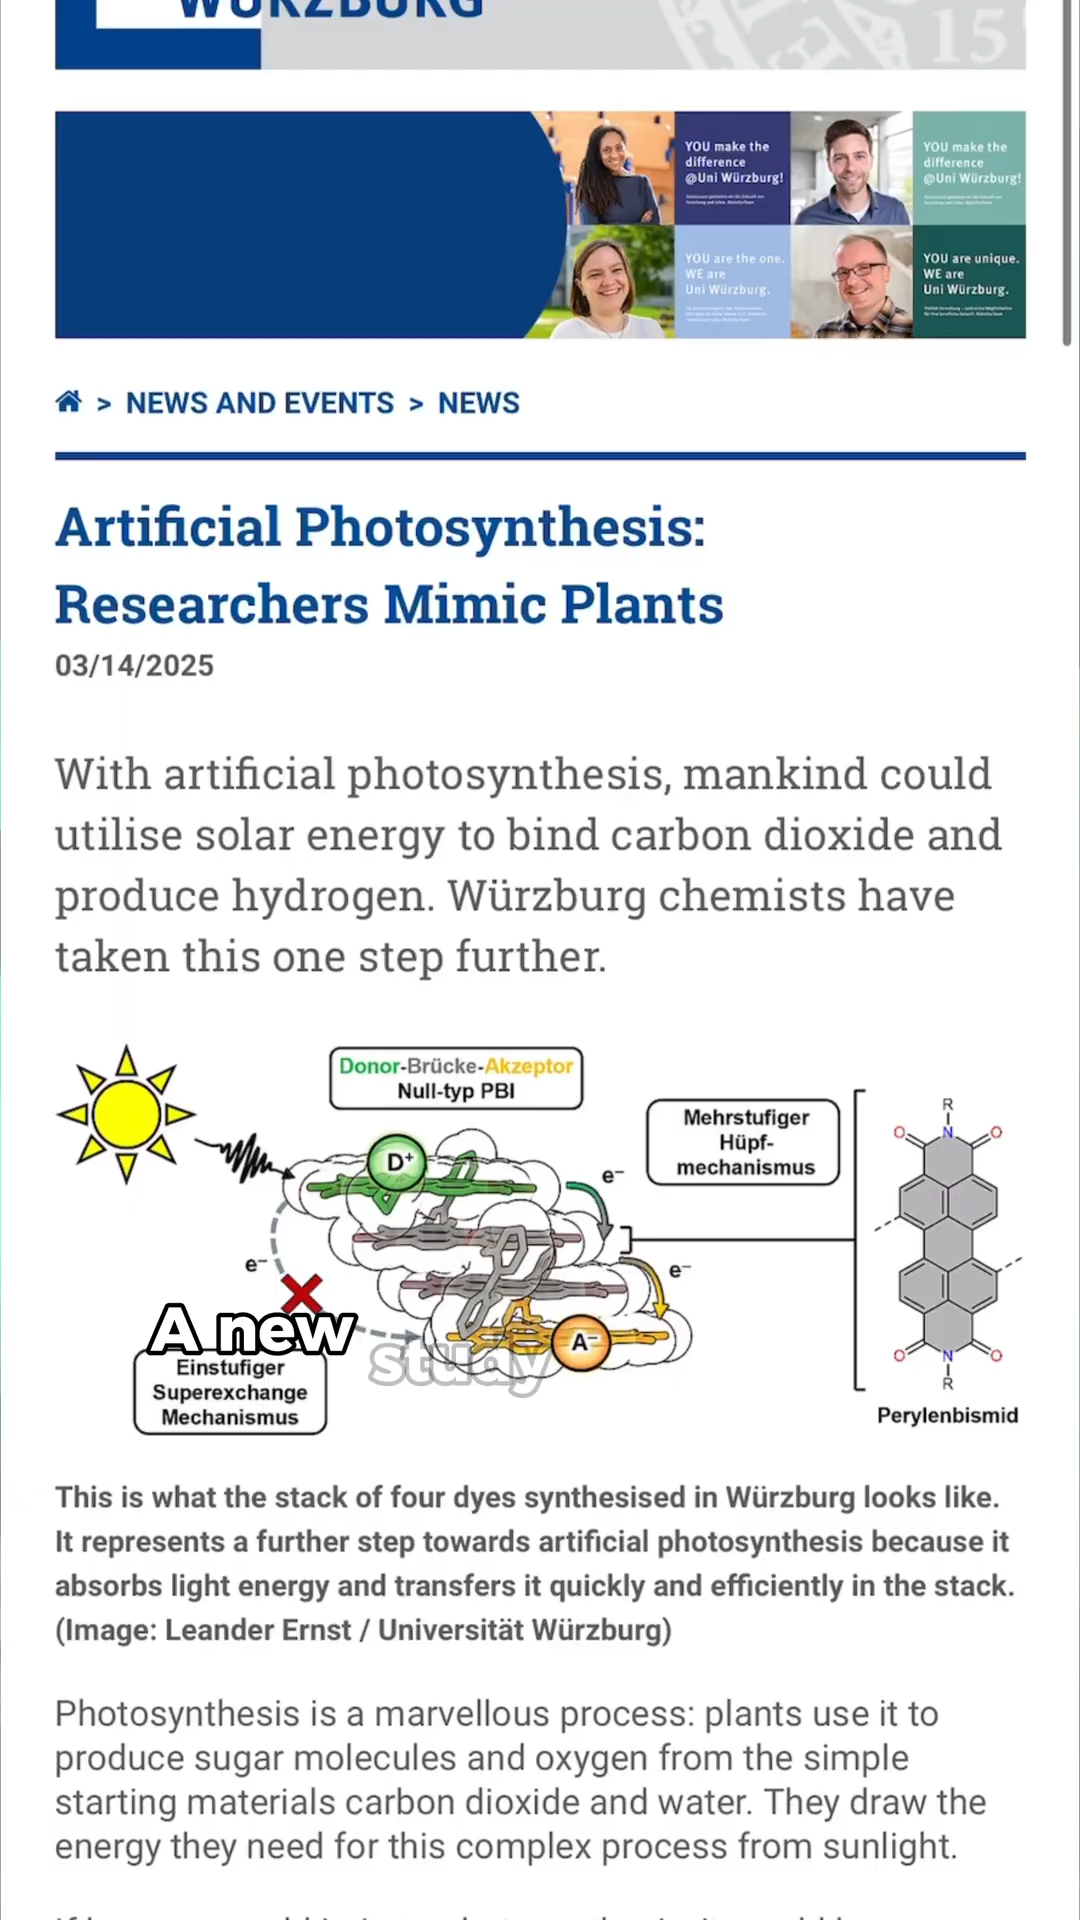 WÜRZBURG
15
YOU make the
difference
@Uni Würzburg!
YOU make the
difference
@Uni Würzburg!
YOU are the one.
WE are
Uni Würzburg.
YOU are unique.
WE are
Uni Würzburg.
> NEWS AND EVENTS > NEWS
Artificial Photosynthesis:
Researchers Mimic Plants
03/14/2025
With artificial photosynthesis, mankind could
utilise solar energy to bind carbon dioxide and
produce hydrogen. Würzburg chemists have
taken this one step further.
Donor-Brücke-Akzeptor
Null-typ PBI
Mehrstufiger
Hüpf-
mechanismus
D+
e−
e−
e−
A−
A new
study
Einstufiger
Superexchange
Mechanismus
R
O
N
O
O
N
O
R
Perylenbismid
This is what the stack of four dyes synthesised in Würzburg looks like.
It represents a further step towards artificial photosynthesis because it
absorbs light energy and transfers it quickly and efficiently in the stack.
(Image: Leander Ernst / Universität Würzburg)
Photosynthesis is a marvellous process: plants use it to
produce sugar molecules and oxygen from the simple
starting materials carbon dioxide and water. They draw the
energy they need for this complex process from sunlight.